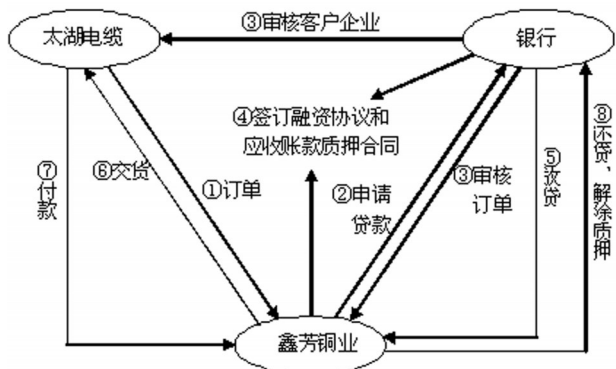 ③审核客户企业
太湖电缆
银行
④签订融资协议和
应收账款质押合同
⑦付款
⑥交货
①订单
②申请
贷款
③审核
订单
⑤放贷
⑧还贷，解除质押
鑫芳铜业